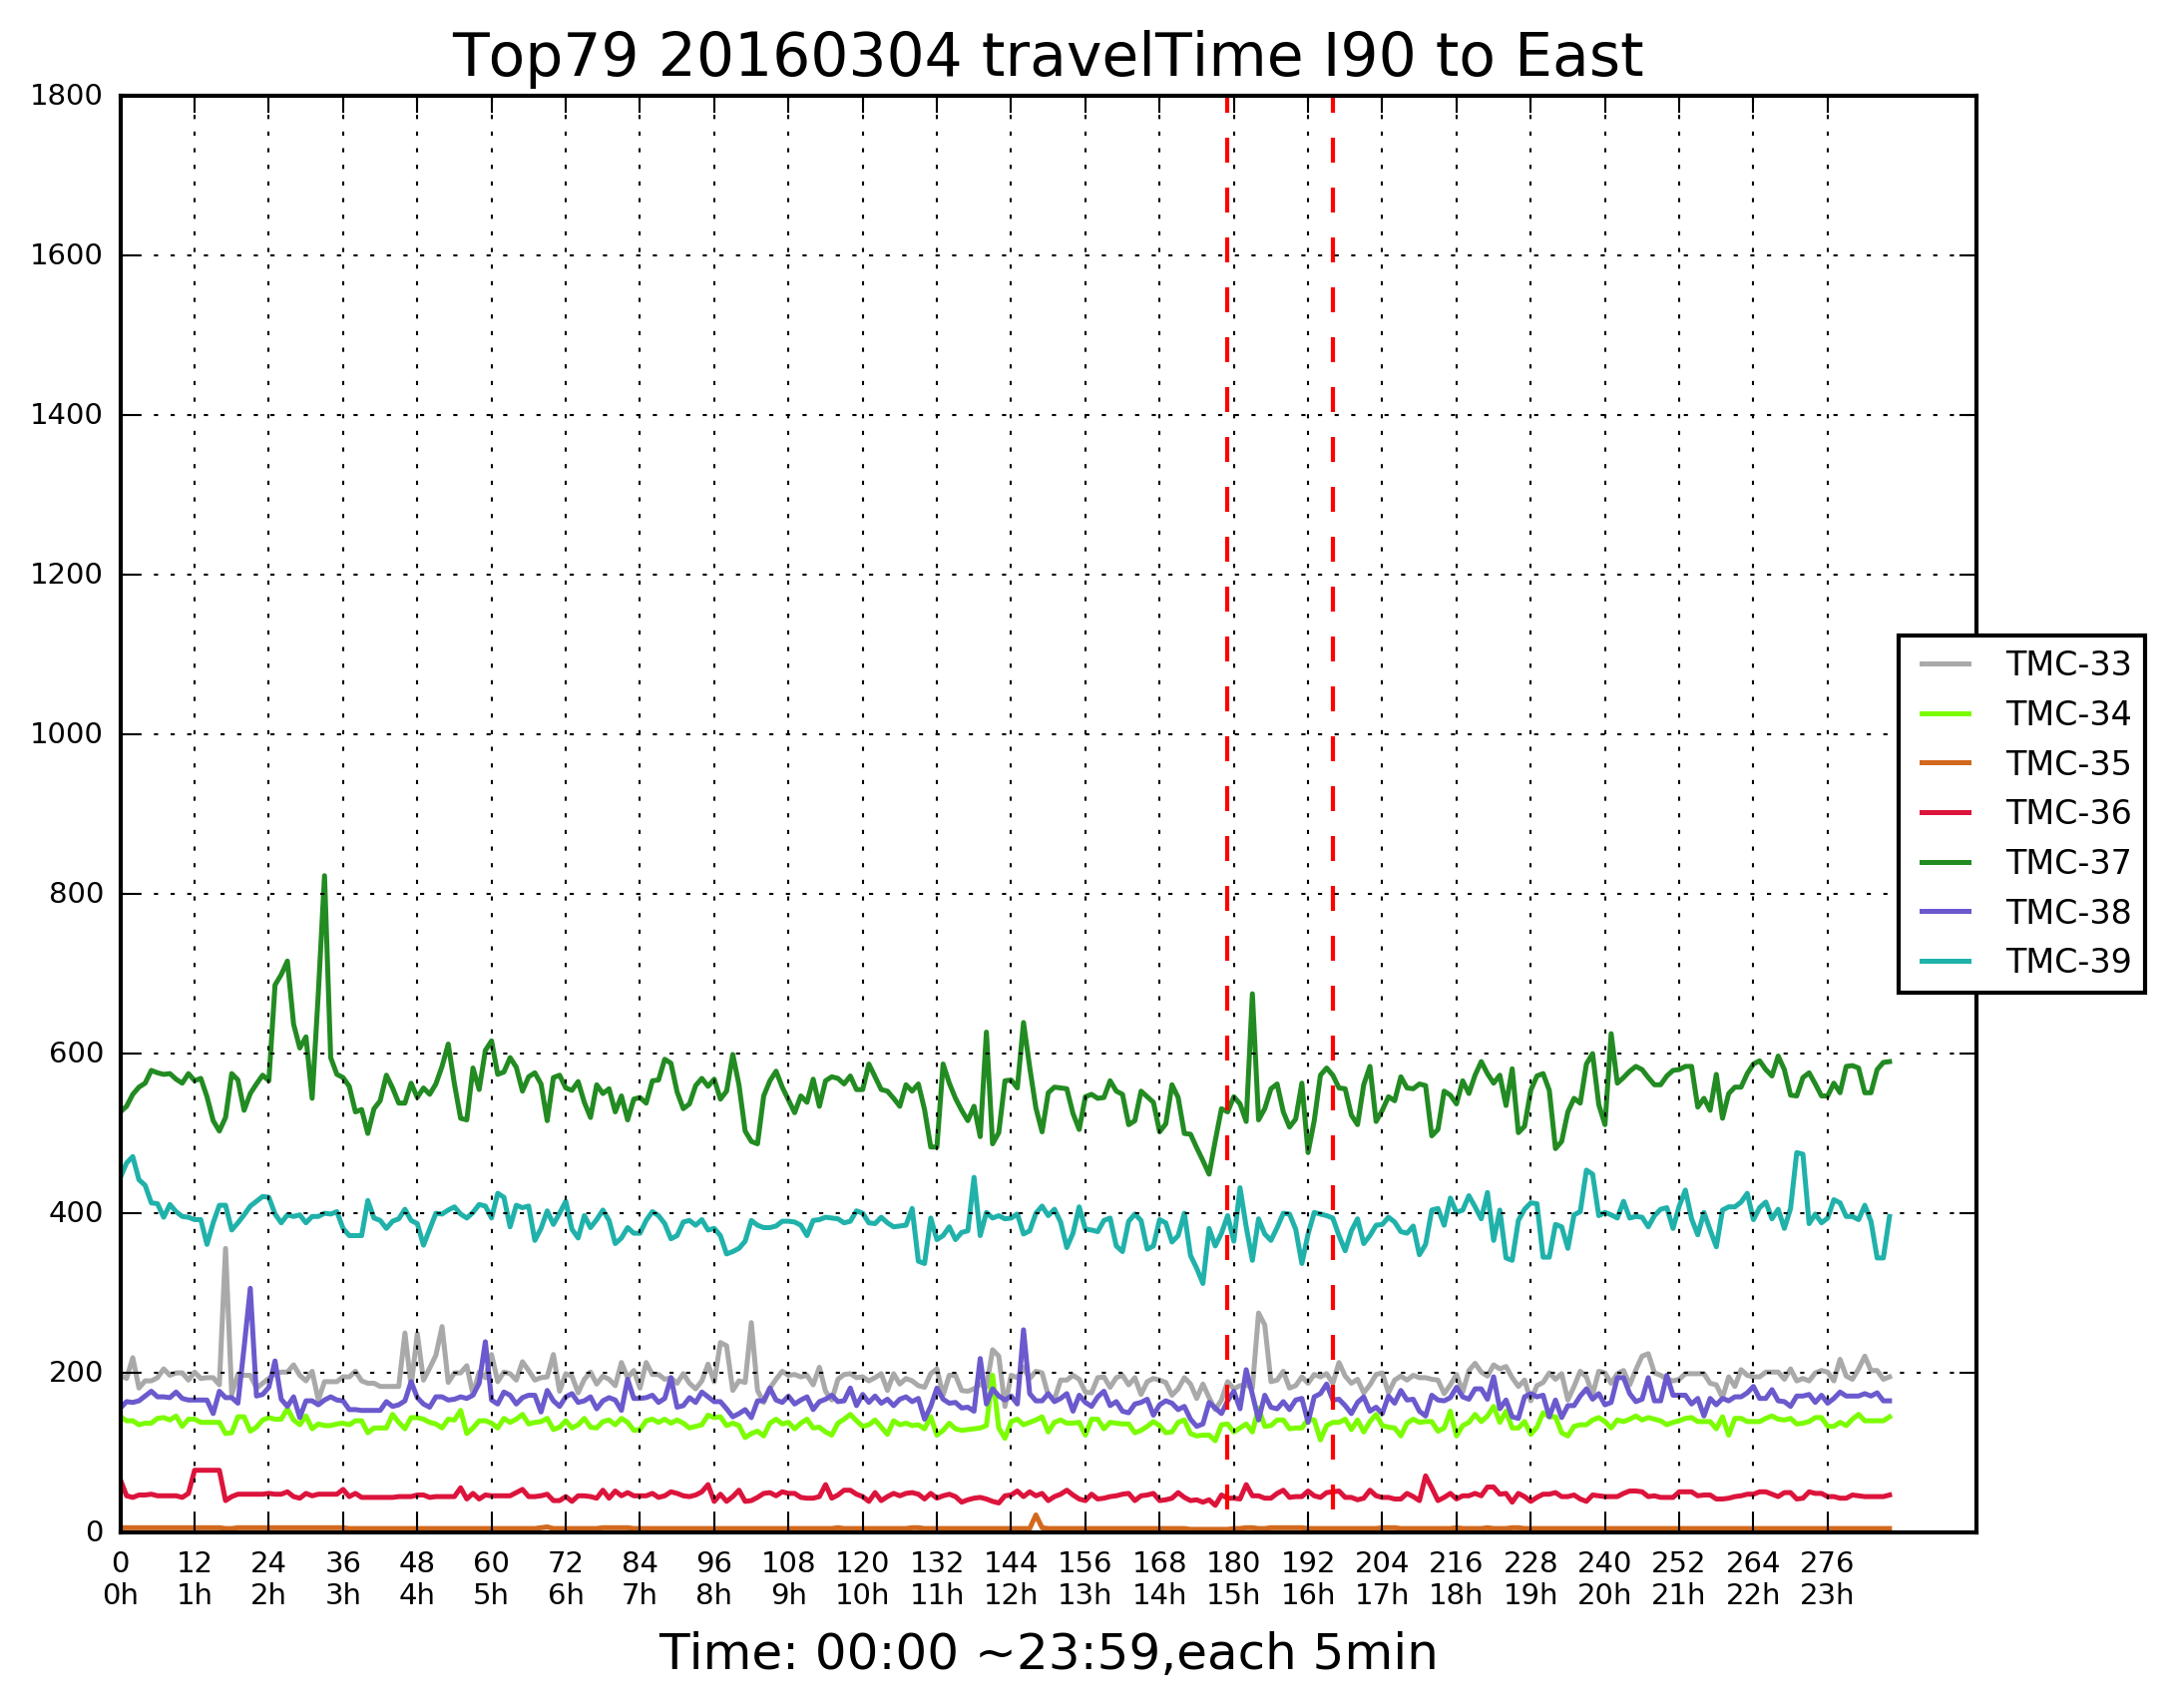 Top79 20160304 travelTime I90 to East
1800
1600
1400
1200
1000
800
600
400
200
0
TMC-33
TMC-34
TMC-35
TMC-36
TMC-37
TMC-38
TMC-39
0 12 24 36 48 60 72 84 96 108 120 132 144 156 168 180 192 204 216 228 240 252 264 276
0h 1h 2h 3h 4h 5h 6h 7h 8h 9h 10h 11h 12h 13h 14h 15h 16h 17h 18h 19h 20h 21h 22h 23h
Time: 00:00 ~23:59,each 5min